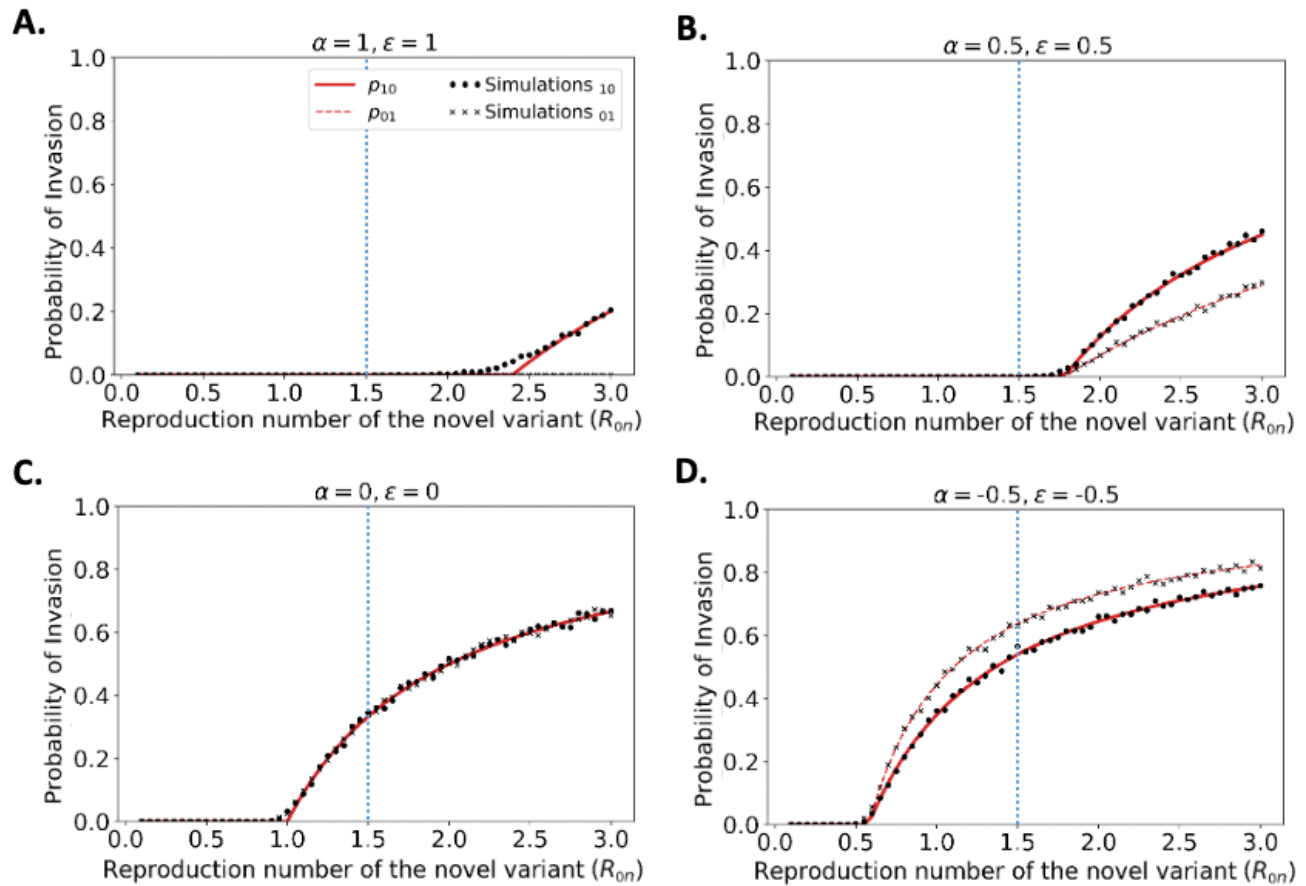 A.
α = 1, ε = 1
1.0
0.8
0.6
0.4
0.2
0.0
Probability of Invasion
p10
p01
Simulations 10
Simulations 01
0.0 0.5 1.0 1.5 2.0 2.5 3.0
Reproduction number of the novel variant (R0n)
B.
α = 0.5, ε = 0.5
1.0
0.8
0.6
0.4
0.2
0.0
Probability of Invasion
0.0 0.5 1.0 1.5 2.0 2.5 3.0
Reproduction number of the novel variant (R0n)
C.
α = 0, ε = 0
1.0
0.8
0.6
0.4
0.2
0.0
Probability of Invasion
0.0 0.5 1.0 1.5 2.0 2.5 3.0
Reproduction number of the novel variant (R0n)
D.
α = -0.5, ε = -0.5
1.0
0.8
0.6
0.4
0.2
0.0
Probability of Invasion
0.0 0.5 1.0 1.5 2.0 2.5 3.0
Reproduction number of the novel variant (R0n)